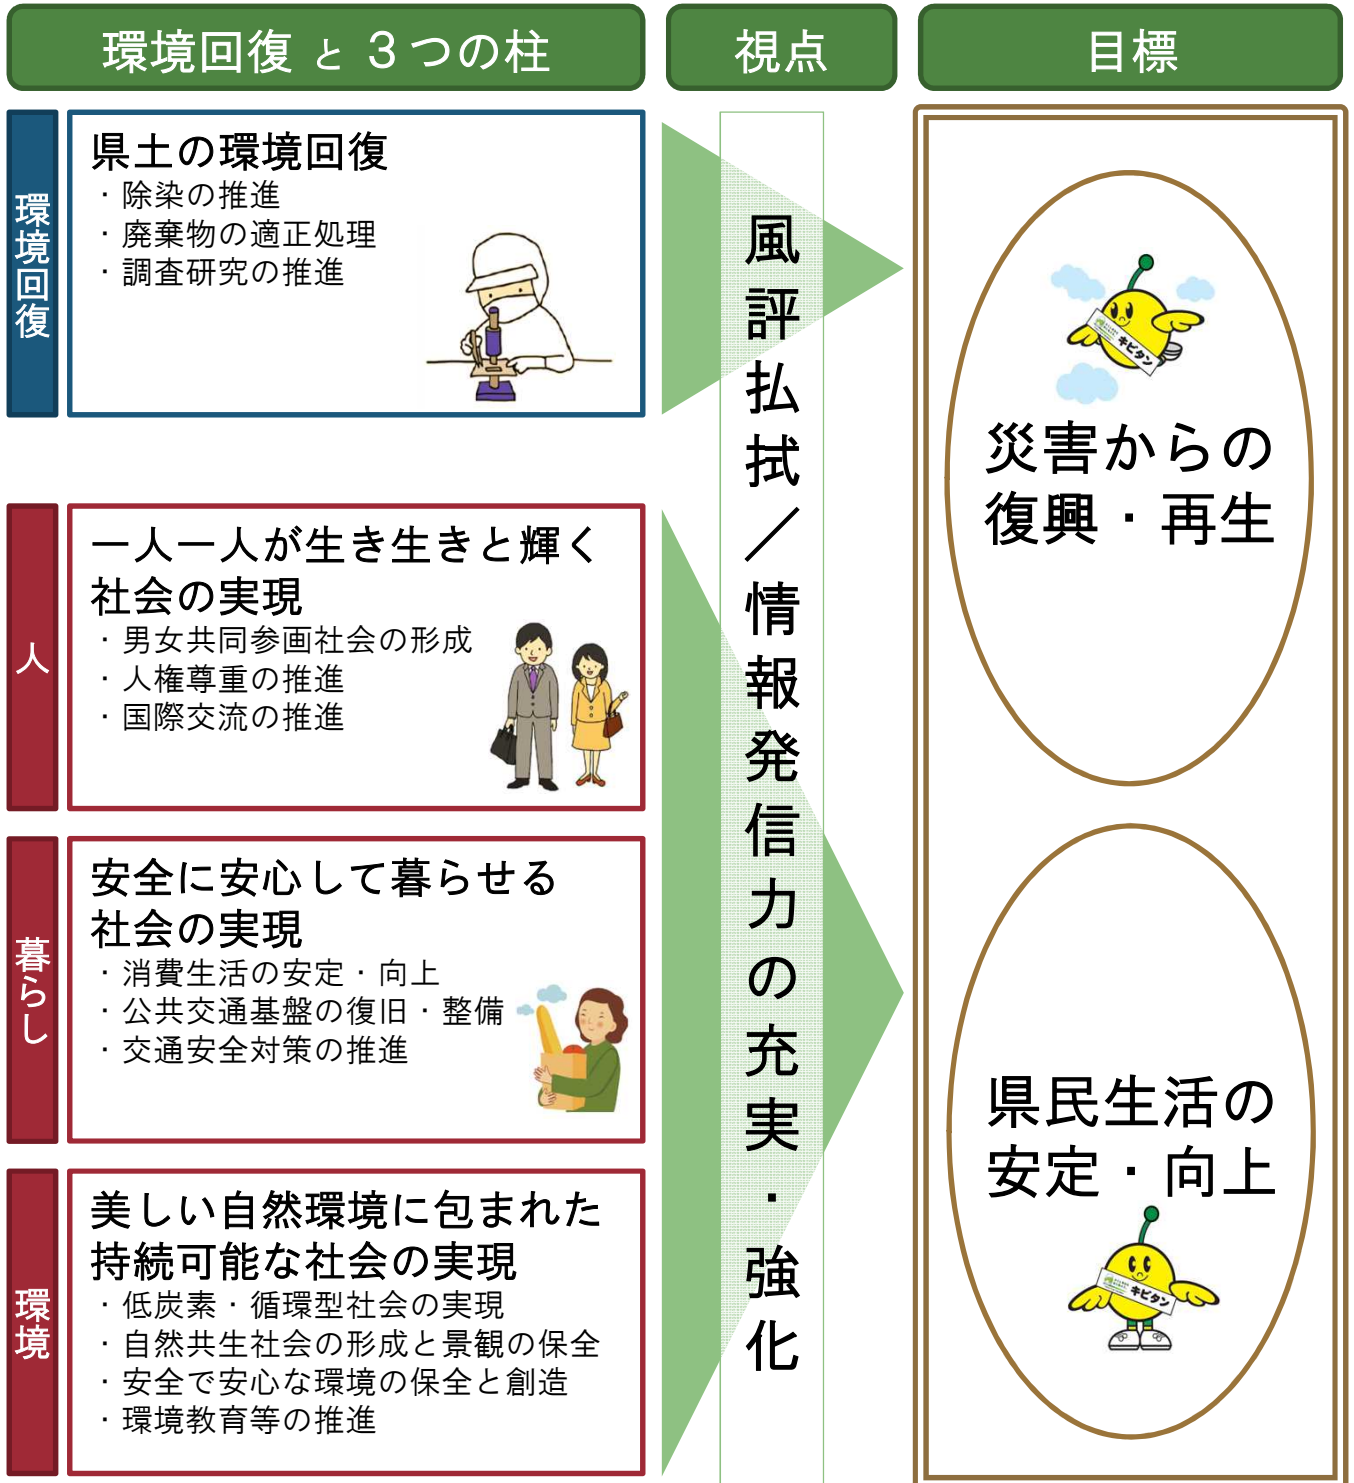 環境回復 と ３つの柱
視点
目標
環境回復
県土の環境回復
・除染の推進
・廃棄物の適正処理
・調査研究の推進
人
一人一人が生き生きと輝く
社会の実現
・男女共同参画社会の形成
・人権尊重の推進
・国際交流の推進
暮らし
安全に安心して暮らせる
社会の実現
・消費生活の安定・向上
・公共交通基盤の復旧・整備
・交通安全対策の推進
環境
美しい自然環境に包まれた
持続可能な社会の実現
・低炭素・循環型社会の実現
・自然共生社会の形成と景観の保全
・安全で安心な環境の保全と創造
・環境教育等の推進
風評払拭／情報発信力の充実・強化
キビタン
災害からの
復興・再生
県民生活の
安定・向上
キビタン